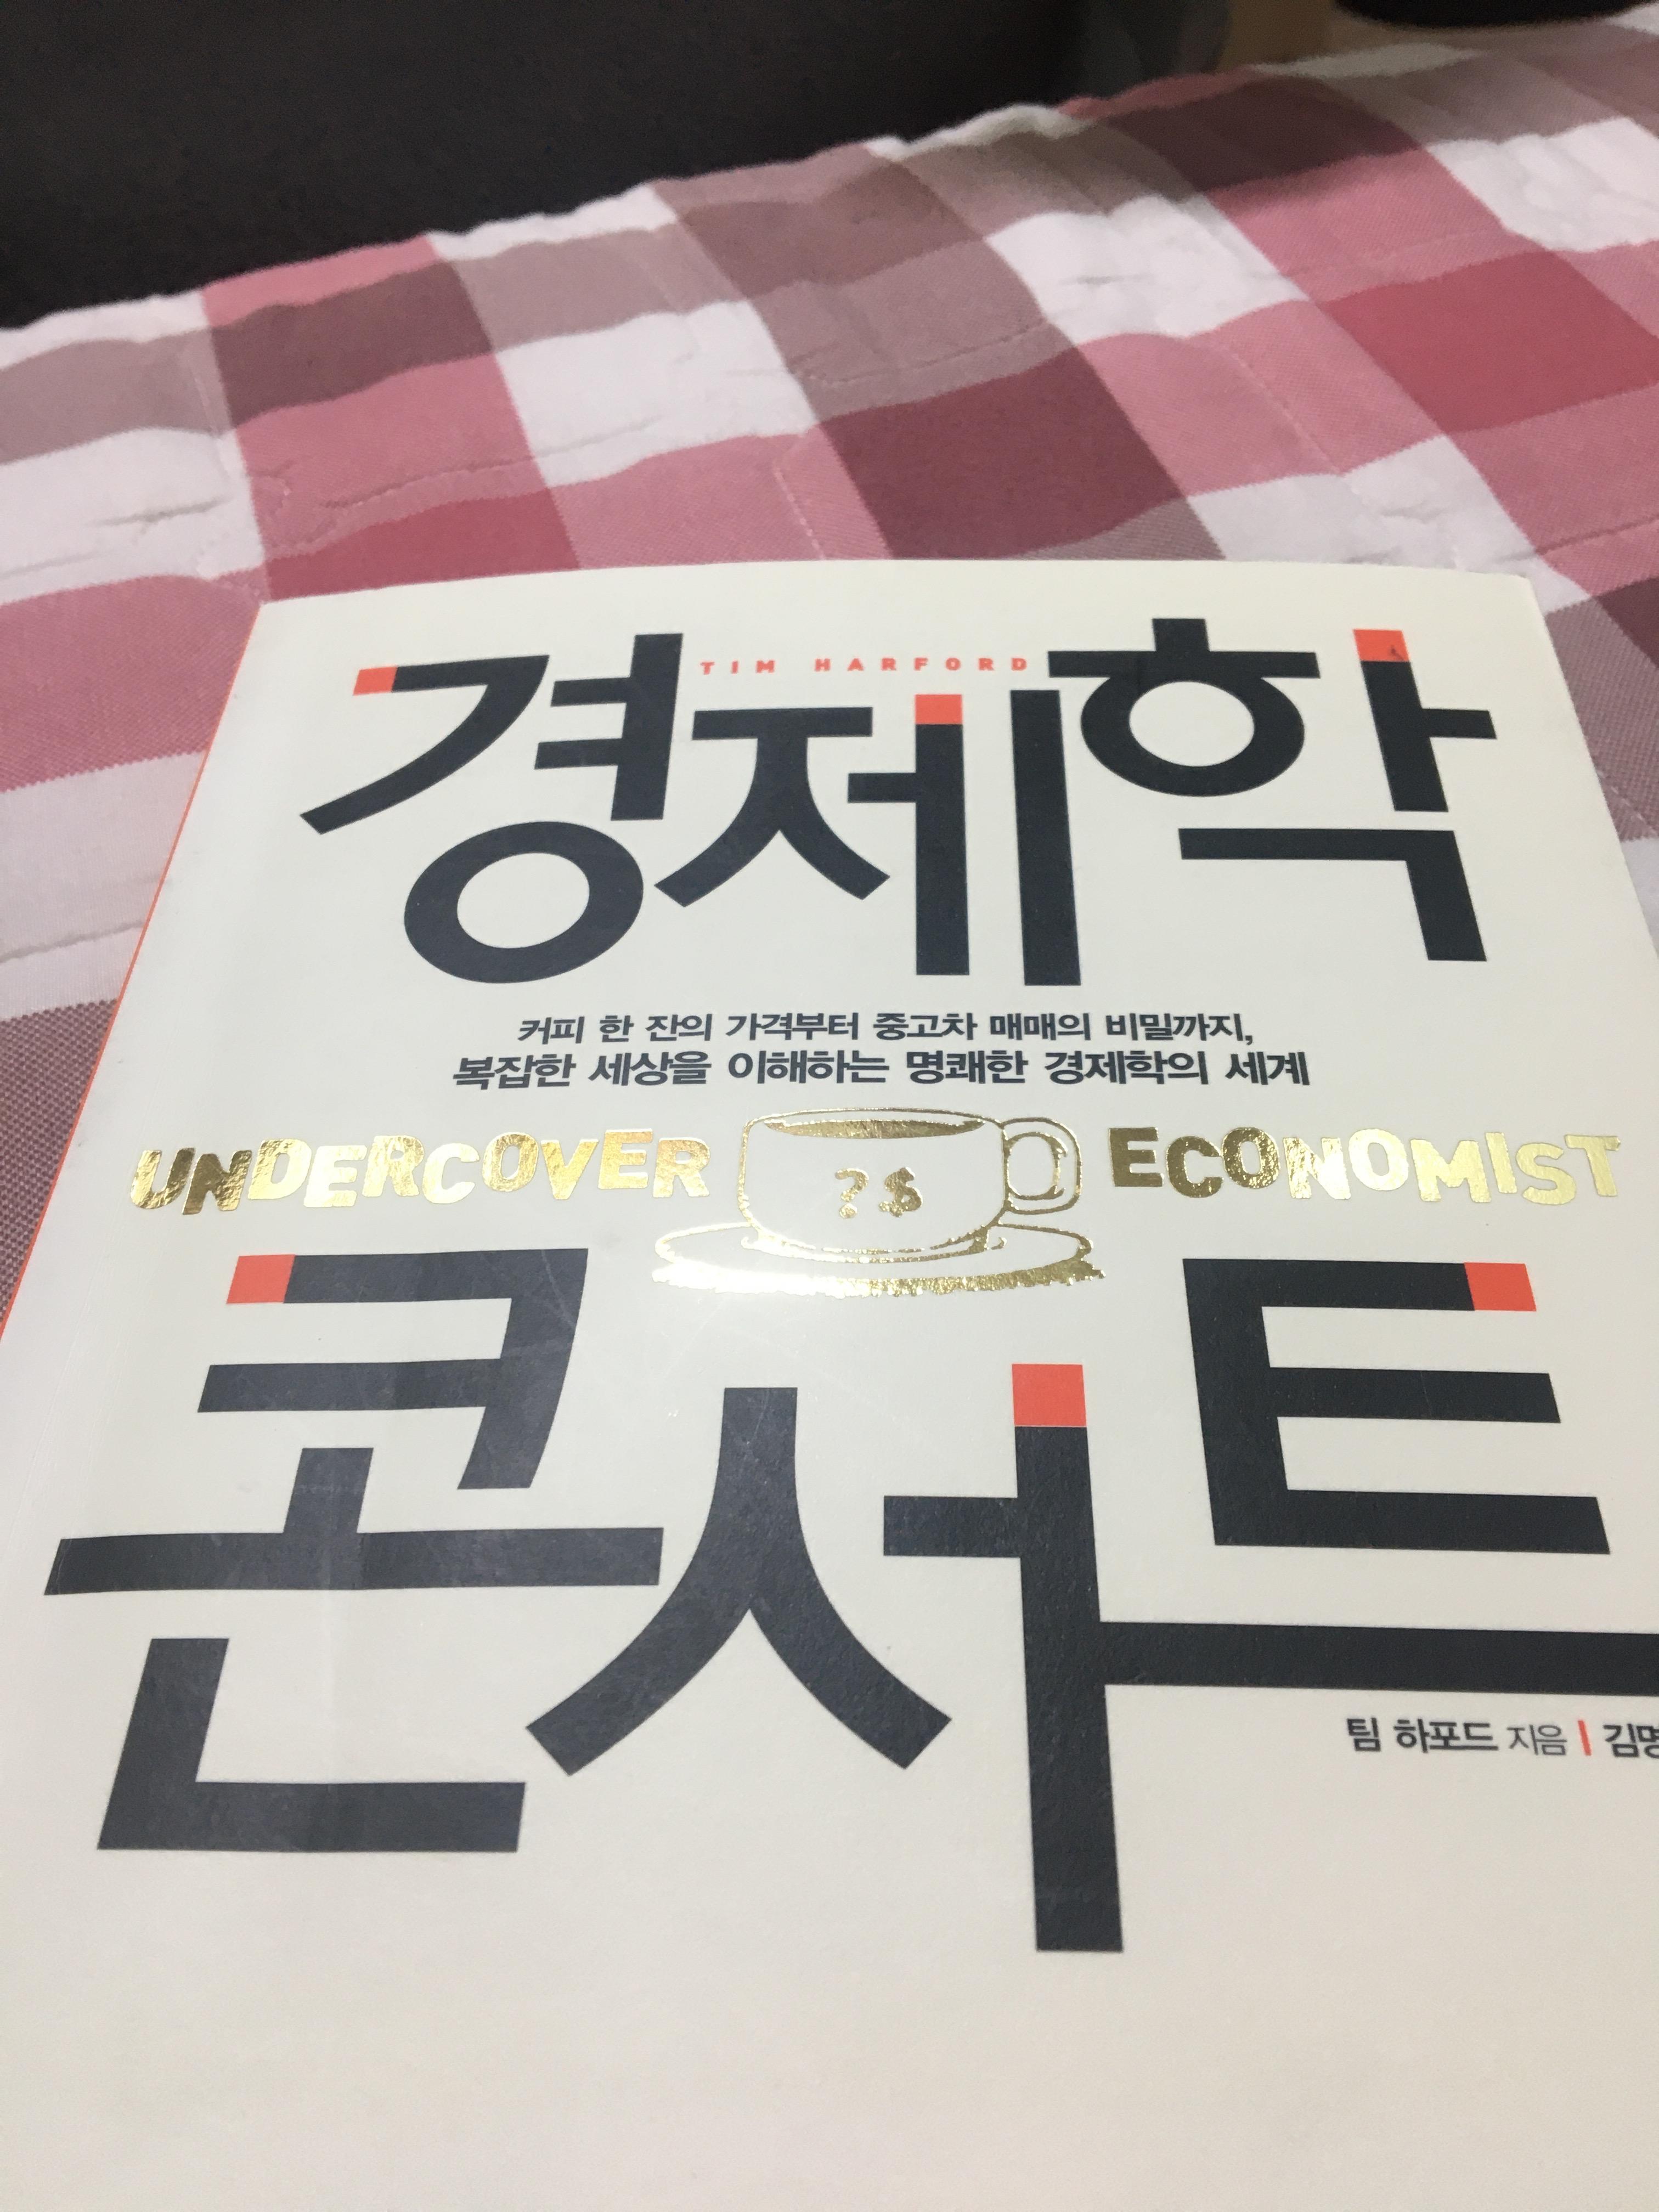 TIM HARFORD
경제학
커피 한 잔의 가격부터 중고차 매매의 비밀까지,
복잡한 세상을 이해하는 명쾌한 경제학의 세계
UNDERCOVER ?$ ECONOMIST
콘서트
팀 하포드 지음 | 김명